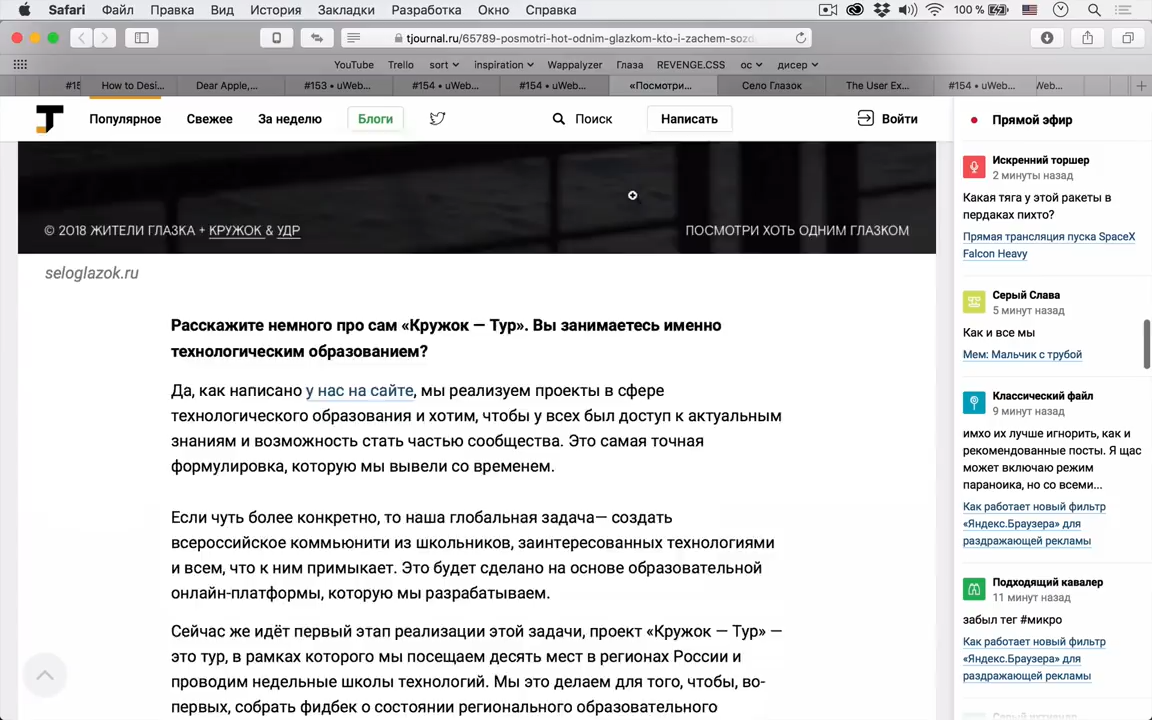 Safari Файл Правка Вид История Закладки Разработка Окно Справка 100 %
tjournal.ru/65789-posmotri-hot-odnim-glazkom-kto-i-zachem-sozd
YouTube Trello sort inspiration Wappalyzer Глаза REVENGE.CSS ос дисер
#15 How to Desi... Dear Apple,... #153 • uWeb... #154 • uWeb... #154 • uWeb... «Посмотри... Село Глазок The User Ex... #154 • uWeb... Web...
Популярное Свежее За неделю Блоги Поиск Написать Войти
© 2018 ЖИТЕЛИ ГЛАЗКА + КРУЖОК & УДР ПОСМОТРИ ХОТЬ ОДНИМ ГЛАЗКОМ
seloglazok.ru
Расскажите немного про сам «Кружок — Тур». Вы занимаетесь именно
технологическим образованием?
Да, как написано у нас на сайте, мы реализуем проекты в сфере
технологического образования и хотим, чтобы у всех был доступ к актуальным
знаниям и возможность стать частью сообщества. Это самая точная
формулировка, которую мы вывели со временем.
Если чуть более конкретно, то наша глобальная задача— создать
всероссийское коммьюнити из школьников, заинтересованных технологиями
и всем, что к ним примыкает. Это будет сделано на основе образовательной
онлайн-платформы, которую мы разрабатываем.
Сейчас же идёт первый этап реализации этой задачи, проект «Кружок — Тур» —
это тур, в рамках которого мы посещаем десять мест в регионах России и
проводим недельные школы технологий. Мы это делаем для того, чтобы, во-
первых, собрать фидбек о состоянии регионального образовательного
Прямой эфир
Искренний торшер
2 минуты назад
Какая тяга у этой ракеты в
пердаках пихто?
Прямая трансляция пуска SpaceX
Falcon Heavy
Серый Слава
5 минут назад
Как и все мы
Мем: Мальчик с трубой
Классический файл
9 минут назад
имхо их лучше игнорить, как и
рекомендованные посты. Я щас
может включаю режим
параноика, но со всеми...
Как работает новый фильтр
«Яндекс.Браузера» для
раздражающей рекламы
Подходящий кавалер
11 минут назад
забыл тег #микро
Как работает новый фильтр
«Яндекс.Браузера» для
раздражающей рекламы